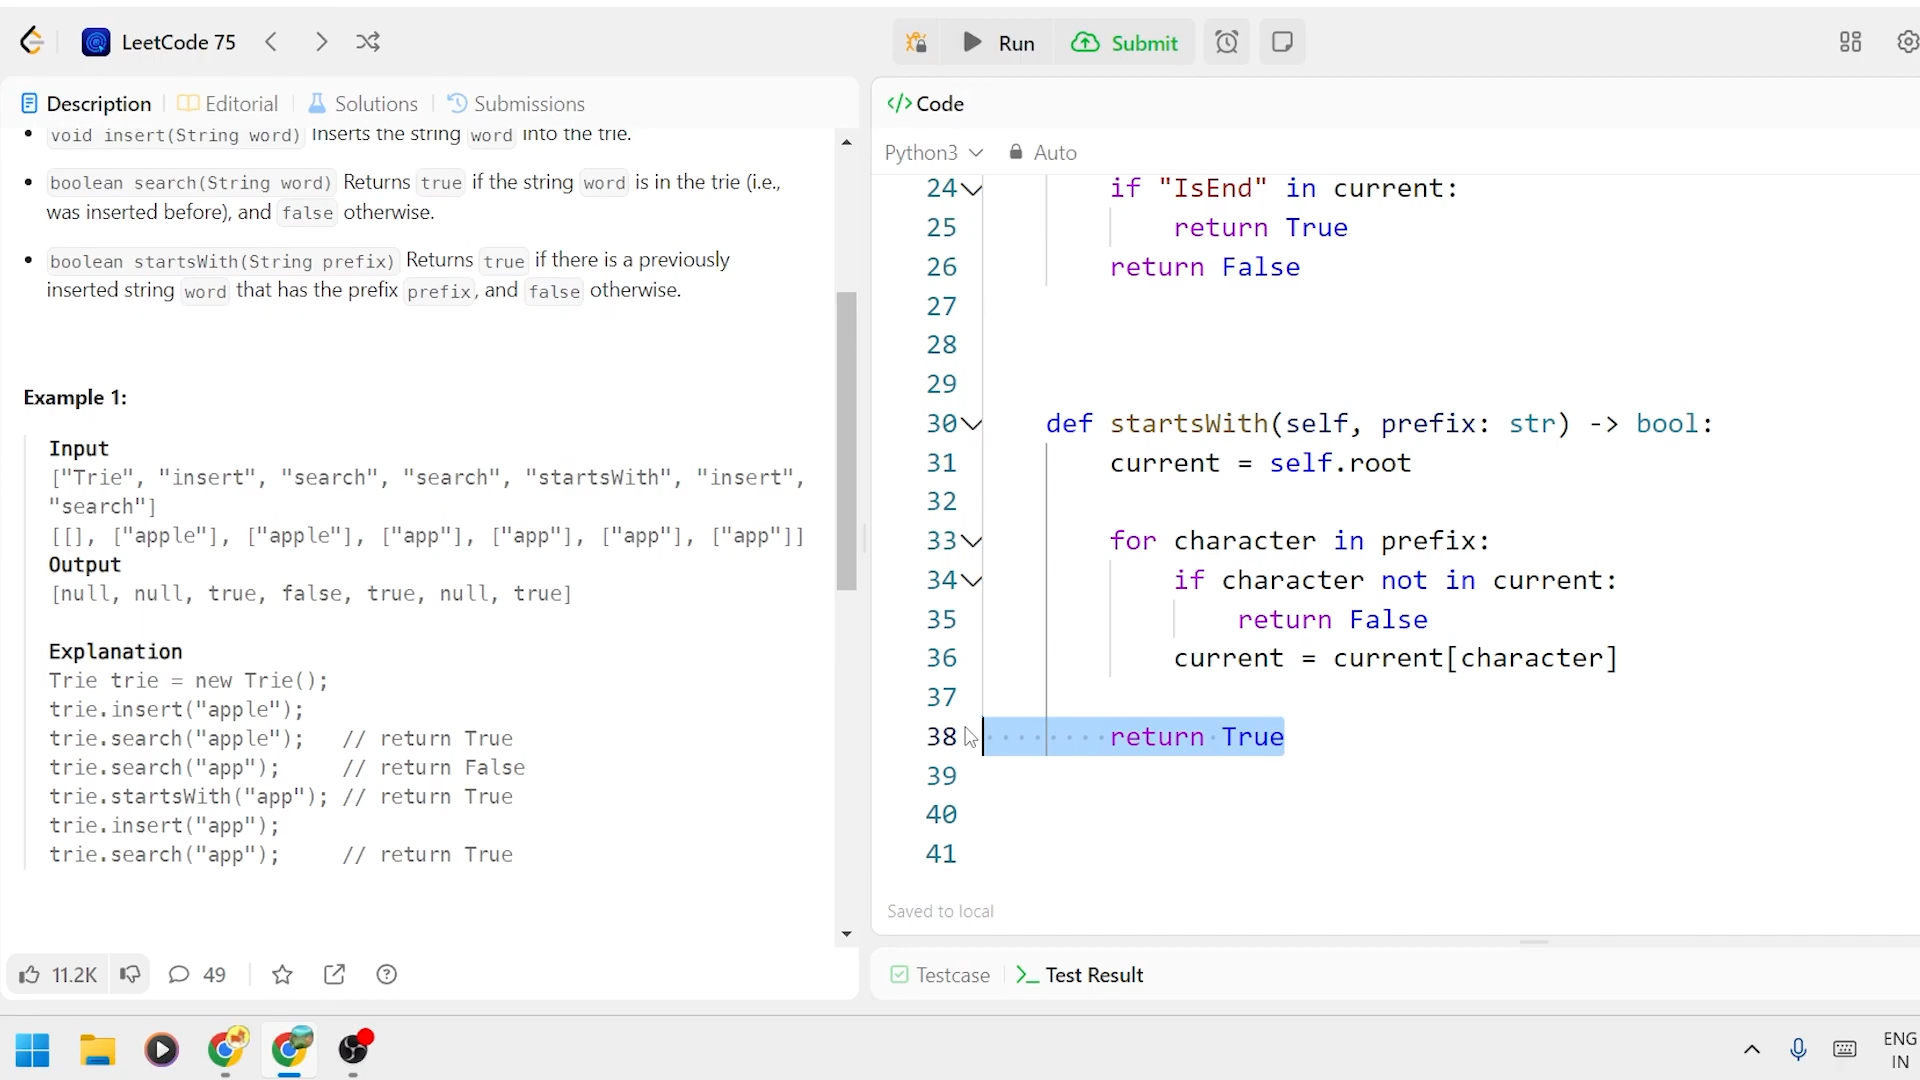 LeetCode 75
Run
Submit
Description
Editorial
Solutions
Submissions
void insert(String word) Inserts the string word into the trie.
boolean search(String word) Returns true if the string word is in the trie (i.e.,
was inserted before), and false otherwise.
boolean startsWith(String prefix) Returns true if there is a previously
inserted string word that has the prefix prefix, and false otherwise.
Example 1:
Input
["Trie", "insert", "search", "search", "startsWith", "insert",
"search"]
[[], ["apple"], ["apple"], ["app"], ["app"], ["app"], ["app"]]
Output
[null, null, true, false, true, null, true]
Explanation
Trie trie = new Trie();
trie.insert("apple");
trie.search("apple");   // return True
trie.search("app");     // return False
trie.startsWith("app"); // return True
trie.insert("app");
trie.search("app");     // return True
11.2K
49
Code
Python3
Auto
24 if "IsEnd" in current:
25 return True
26 return False
27
28
29
30 def startsWith(self, prefix: str) -> bool:
31 current = self.root
32
33 for character in prefix:
34 if character not in current:
35 return False
36 current = current[character]
37
38 return True
39
40
41
Saved to local
Testcase
Test Result
ENG
IN